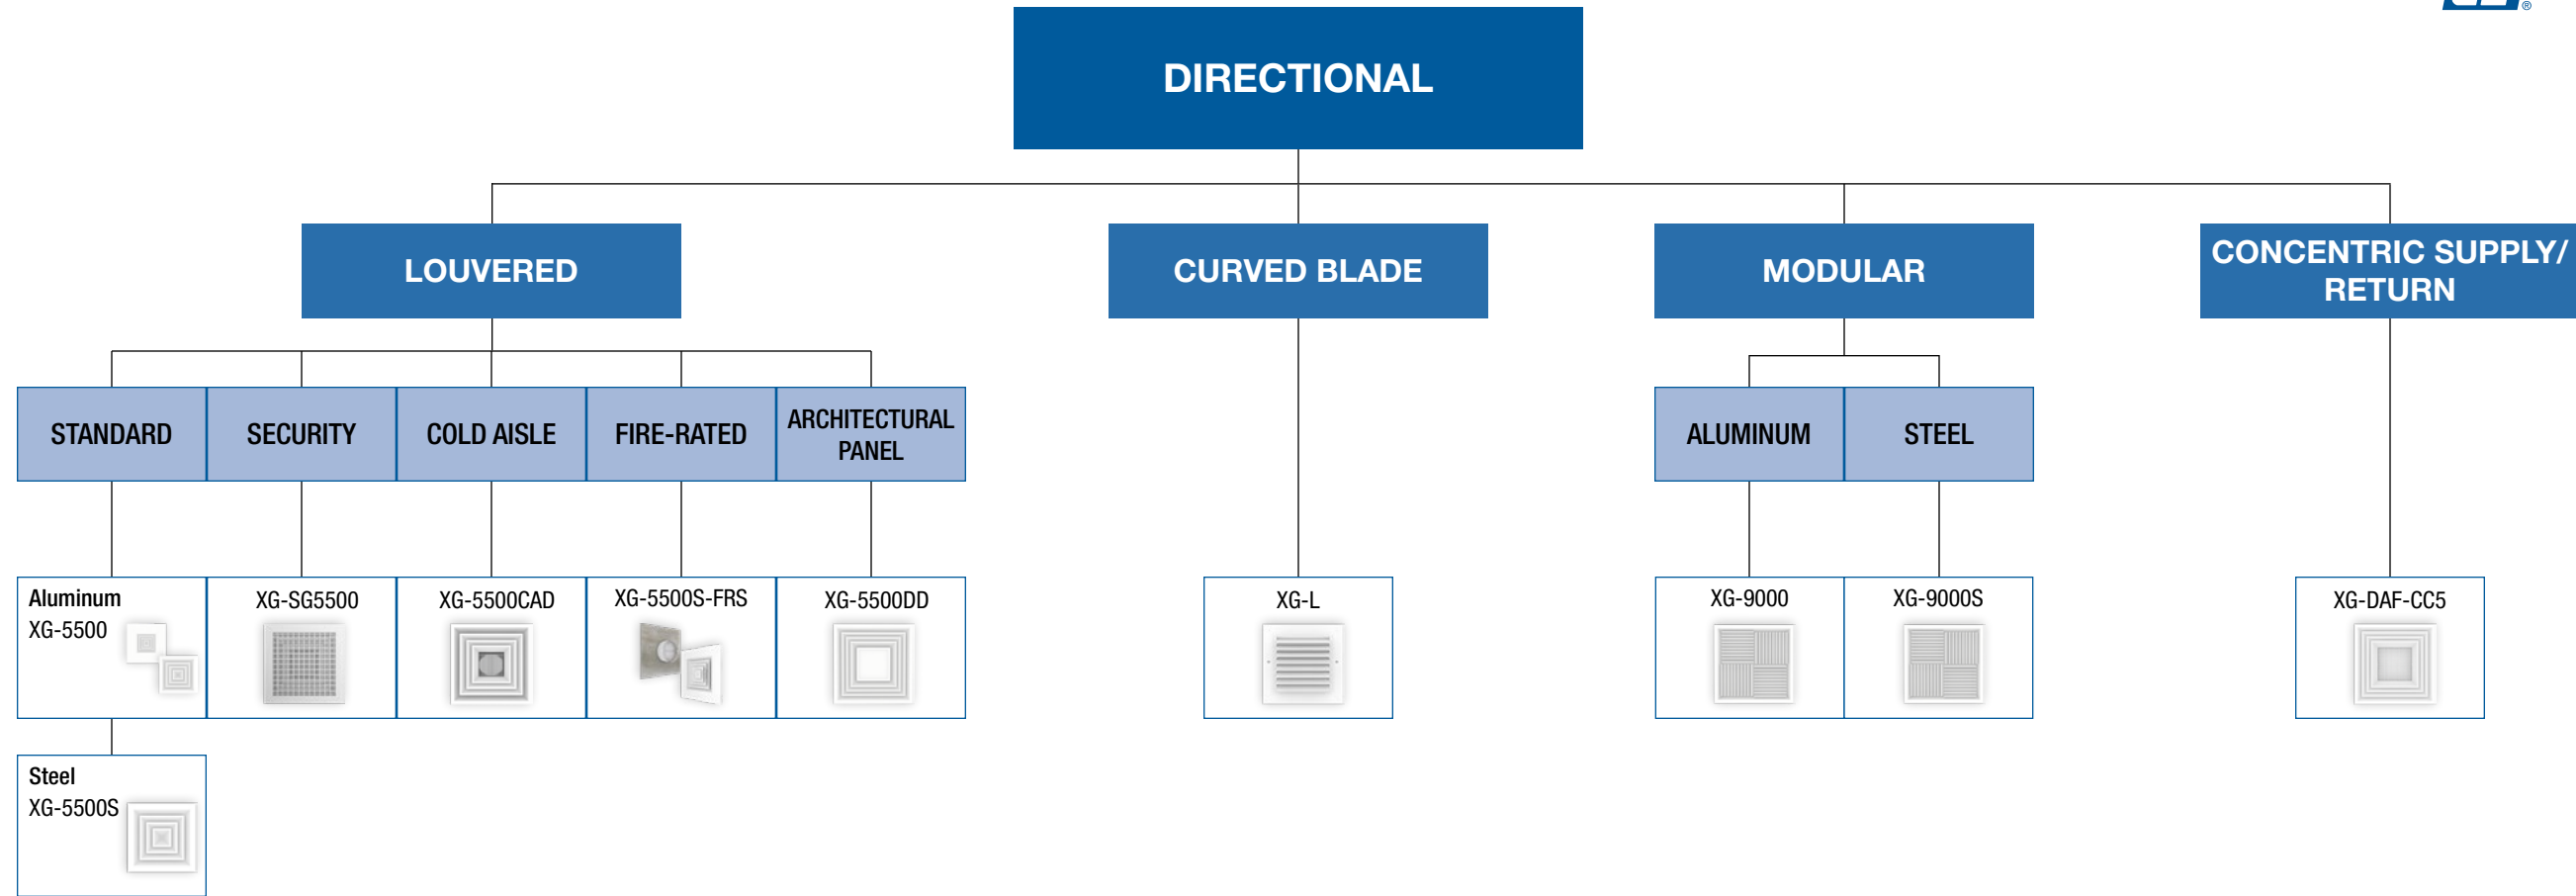 ®
DIRECTIONAL
LOUVERED
CURVED BLADE
MODULAR
CONCENTRIC SUPPLY/
RETURN
STANDARD
SECURITY
COLD AISLE
FIRE-RATED
ARCHITECTURAL
PANEL
ALUMINUM
STEEL
Aluminum
XG-5500
XG-SG5500
XG-5500CAD
XG-5500S-FRS
XG-5500DD
XG-L
XG-9000
XG-9000S
XG-DAF-CC5
Steel
XG-5500S